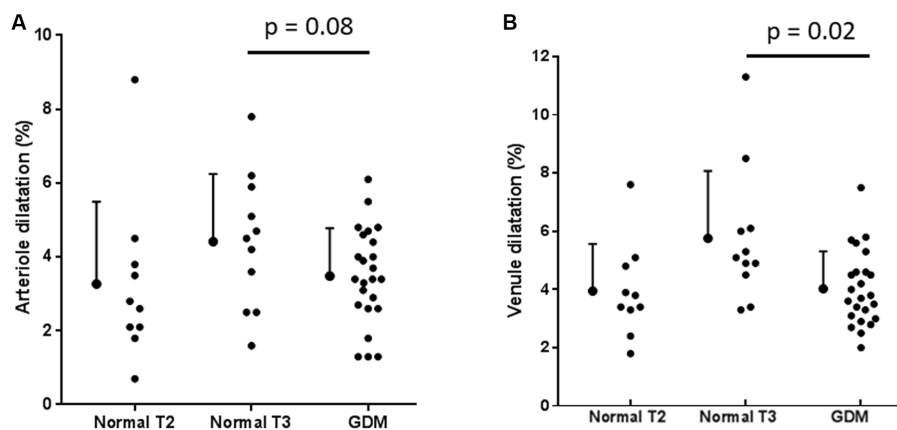 A
p = 0.08
Arteriole dilatation (%)
10
8
6
4
2
0
Normal T2
Normal T3
GDM
B
p = 0.02
Venule dilatation (%)
12
10
8
6
4
2
0
Normal T2
Normal T3
GDM